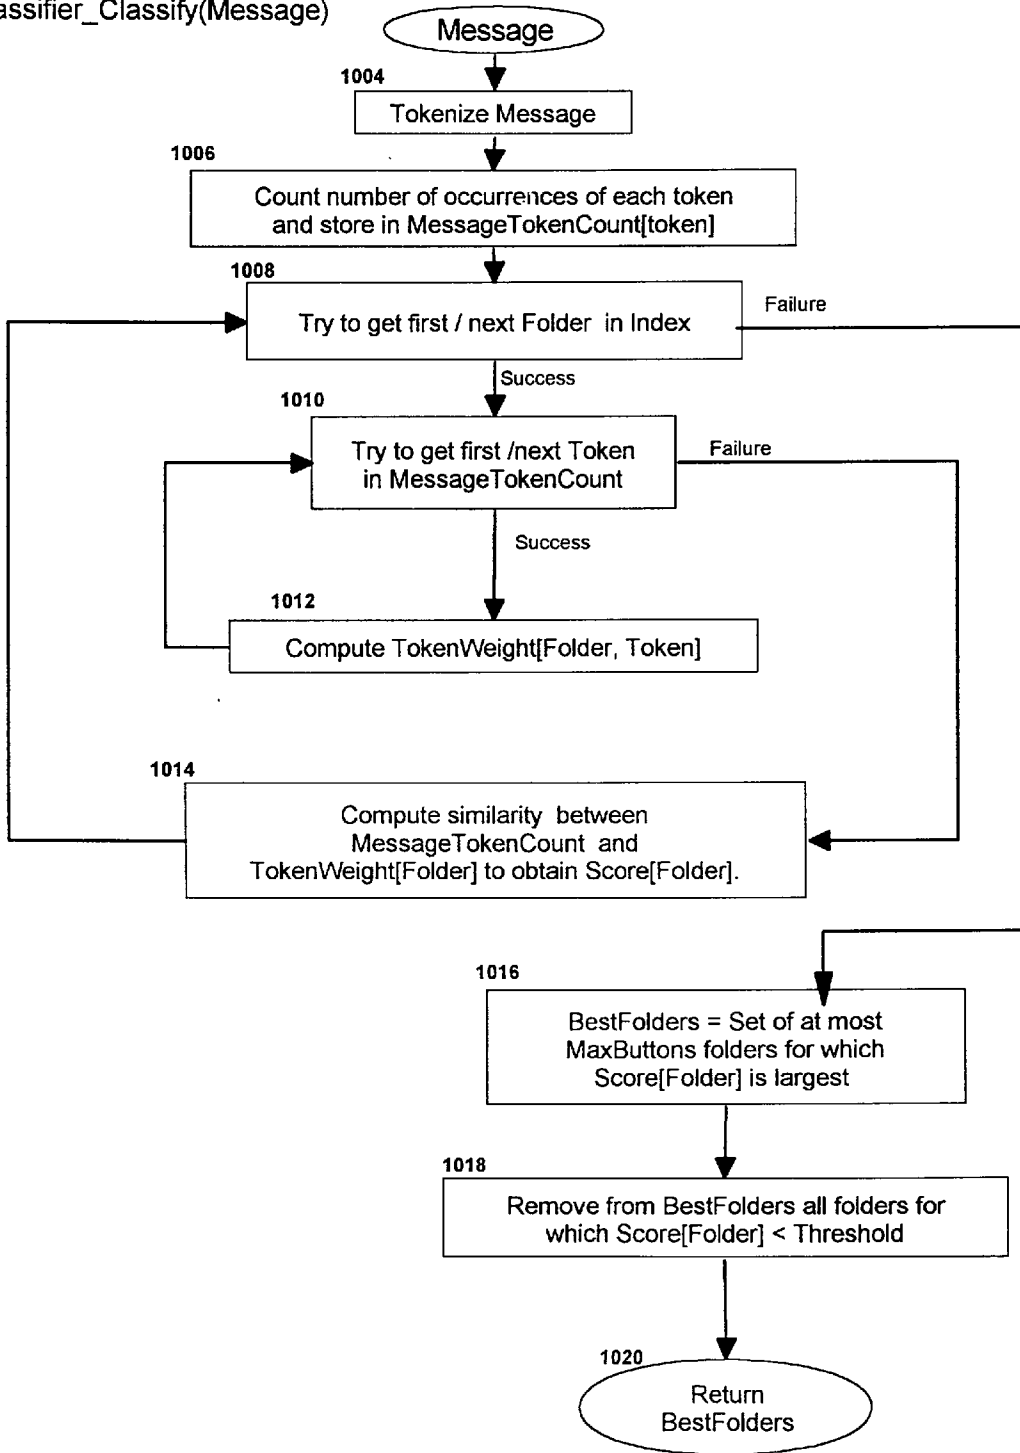 assifier_Classify(Message)
Message
1004
Tokenize Message
1006
Count number of occurrences of each token
and store in MessageTokenCount[token]
1008
Try to get first / next Folder in Index
Failure
Success
1010
Try to get first /next Token
in MessageTokenCount
Failure
Success
1012
Compute TokenWeight[Folder, Token]
1014
Compute similarity between
MessageTokenCount and
TokenWeight[Folder] to obtain Score[Folder].
1016
BestFolders = Set of at most
MaxButtons folders for which
Score[Folder] is largest
1018
Remove from BestFolders all folders for
which Score[Folder] < Threshold
1020
Return
BestFolders